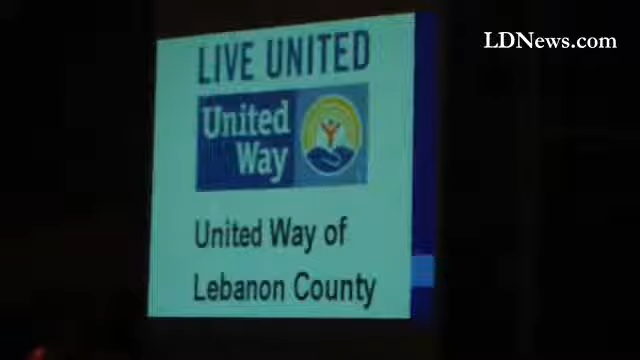 LDNews.com
LIVE UNITED
United
Way
United Way of
Lebanon County